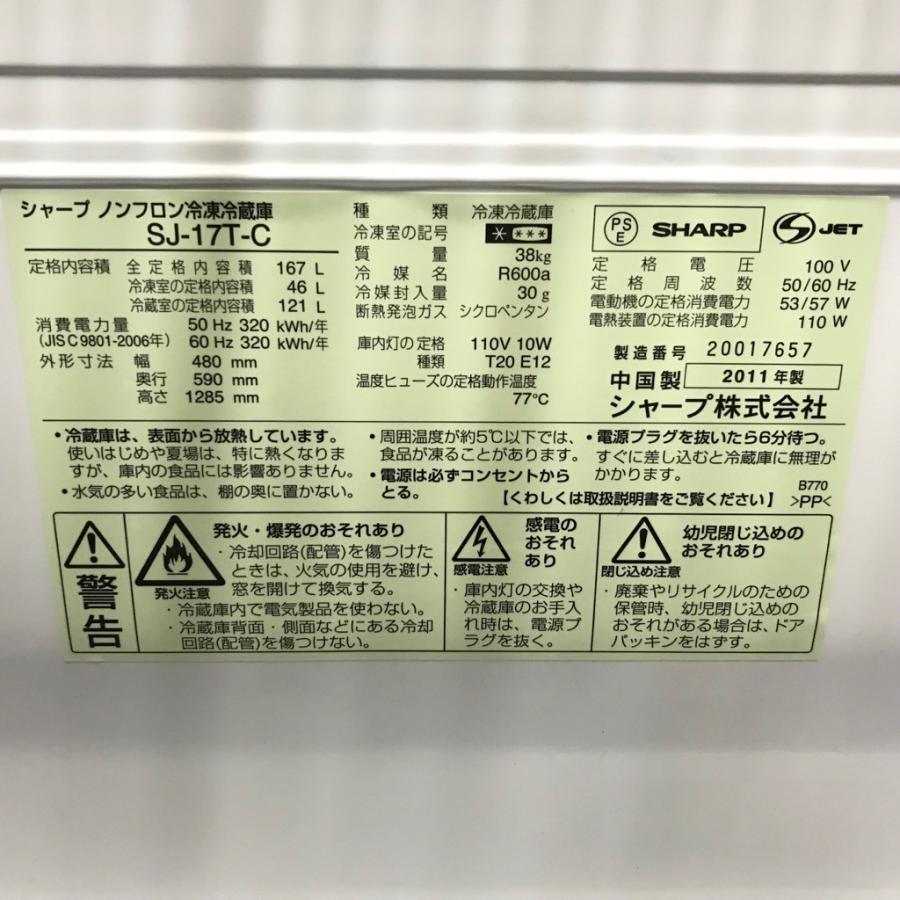 シャープ ノンフロン冷凍冷蔵庫
SJ-17T-C
定格内容積 全定格内容積 167 L
冷凍室の定格内容積 46 L
冷蔵室の定格内容積 121 L
消費電力量 50 Hz 320 kWh/年
(JIS C 9801-2006年) 60 Hz 320 kWh/年
外形寸法 幅 480 mm
奥行 590 mm
高さ 1285 mm
種類 冷凍冷蔵庫
冷凍室の記号
質量 38kg
冷媒名 R600a
冷媒封入量 30 g
断熱発泡ガス シクロペンタン
庫内灯の定格 110V 10W
種類 T20 E12
温度ヒューズの定格動作温度
77℃
PS
E
SHARP
S JET
定格電圧 100 V
定格周波数 50/60 Hz
電動機の定格消費電力 53/57 W
電熱装置の定格消費電力 110 W
製造番号 20017657
中国製 2011年製
シャープ株式会社
・冷蔵庫は、表面から放熱しています。
使いはじめや夏場は、特に熱くなりま
すが、庫内の食品には影響ありません。
・水気の多い食品は、棚の奥に置かない。
・周囲温度が約5℃以下では、
食品が凍ることがあります。
・電源は必ずコンセントから
とる。
・電源プラグを抜いたら6分待つ。
すぐに差し込むと冷蔵庫に無理が
かかります。
【くわしくは取扱説明書をご覧ください】
B770
>PP<
警告
発火注意
発火・爆発のおそれあり
・冷却回路(配管)を傷つけた
ときは、火気の使用を避け、
窓を開けて換気する。
・冷蔵庫内で電気製品を使わない。
・冷蔵庫背面・側面などにある冷却
回路(配管)を傷つけない。
感電注意
感電の
おそれ
あり
・庫内灯の交換や
冷蔵庫のお手入
れ時は、電源プ
ラグを抜く。
閉じ込め注意
幼児閉じ込めの
おそれあり
・廃棄やリサイクルのための
保管時、幼児閉じ込めの
おそれがある場合は、ドア
パッキンをはずす。